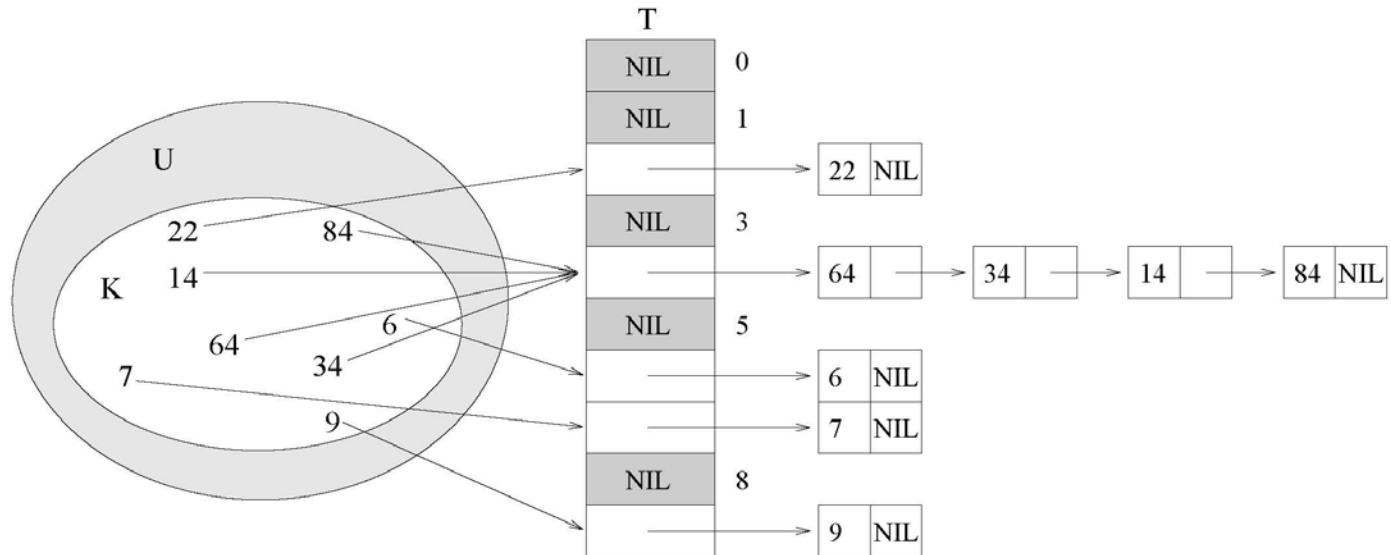 T
NIL 0
NIL 1
U
22 NIL
22 84 NIL 3
K 14 64 34 14 84 NIL
6 NIL 5
64
34
7 6 NIL
9 7 NIL
NIL 8
9 NIL